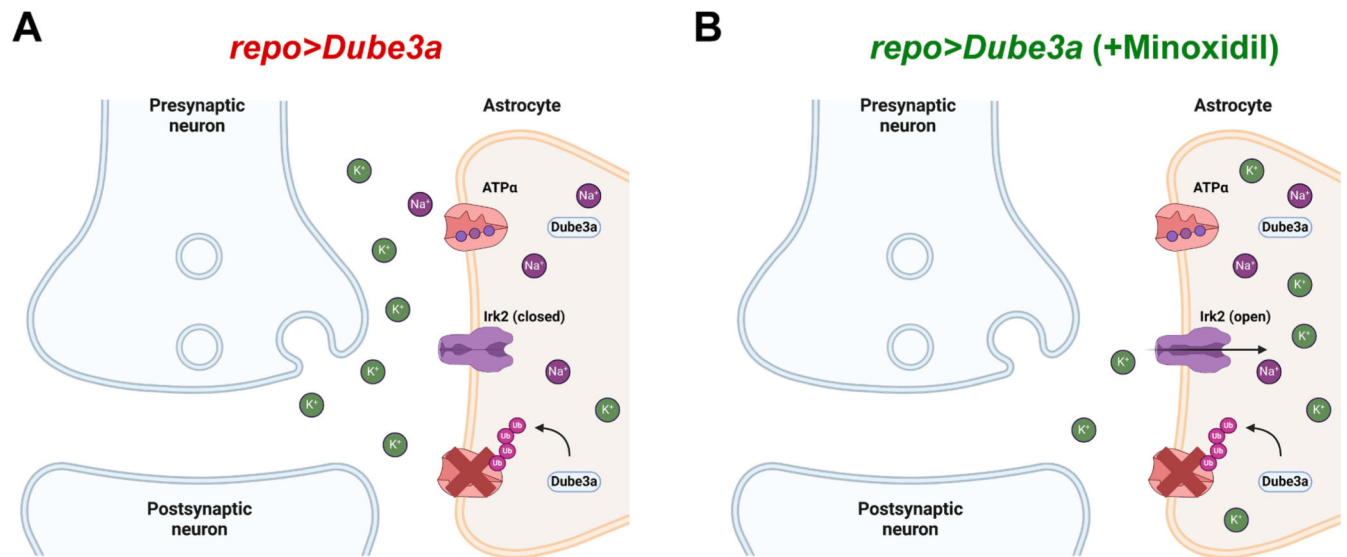 A
repo>Dube3a
Presynaptic
neuron
Astrocyte
K⁺
Na⁺
ATPα
Na⁺
Dube3a
K⁺
Na⁺
K⁺
Irk2 (closed)
K⁺
Na⁺
K⁺
K⁺
K⁺
Ub
Ub
Ub
Ub
Dube3a
Postsynaptic
neuron
B
repo>Dube3a (+Minoxidil)
Presynaptic
neuron
Astrocyte
K⁺
ATPα
Na⁺
Dube3a
Na⁺
K⁺
Irk2 (open)
K⁺
K⁺
Na⁺
K⁺
K⁺
Ub
Ub
Ub
Ub
Dube3a
K⁺
Postsynaptic
neuron